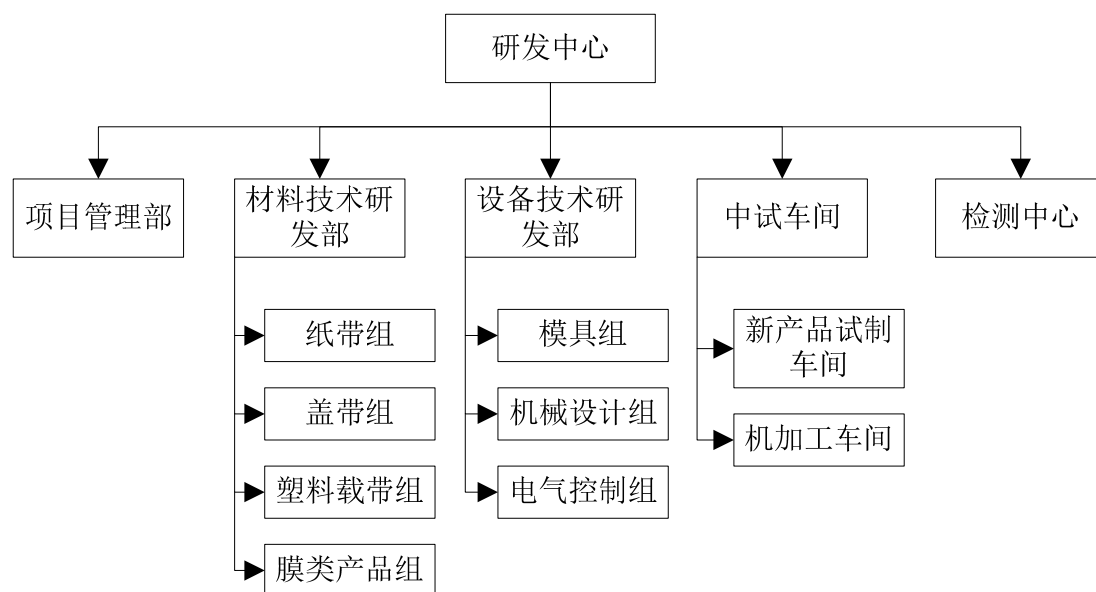 研发中心
项目管理部
材料技术研
发部
设备技术研
发部
中试车间
检测中心
纸带组
盖带组
塑料载带组
膜类产品组
模具组
机械设计组
电气控制组
新产品试制
车间
机加工车间